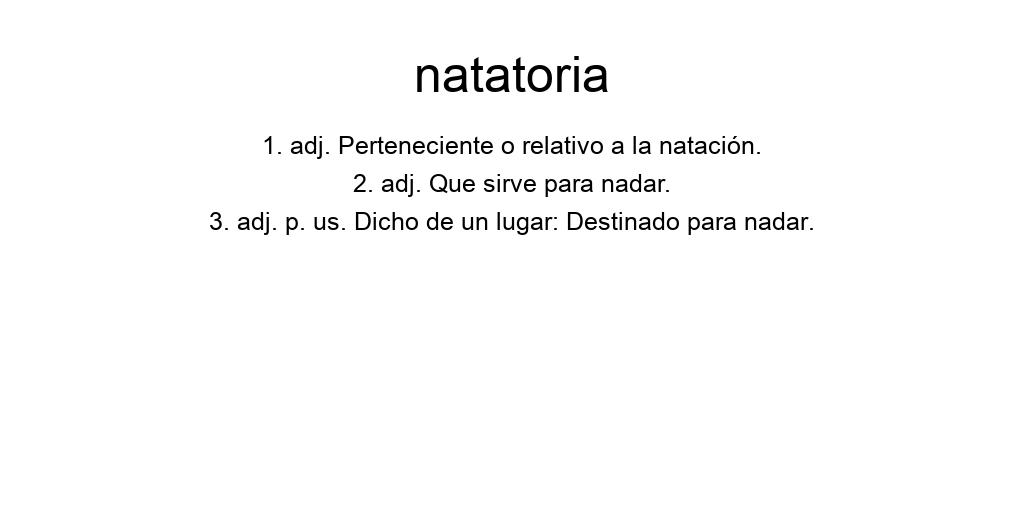 natatoria
1. adj. Perteneciente o relativo a la natación.
2. adj. Que sirve para nadar.
3. adj. p. us. Dicho de un lugar: Destinado para nadar.